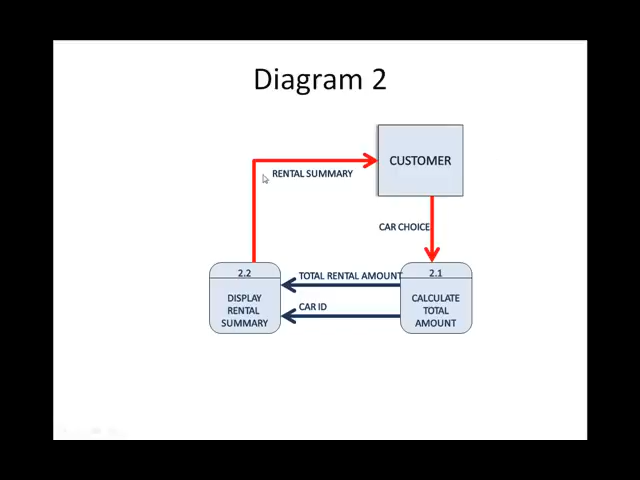 Diagram 2
CUSTOMER
RENTAL SUMMARY
CAR CHOICE
2.2
DISPLAY
RENTAL
SUMMARY
TOTAL RENTAL AMOUNT
CAR ID
2.1
CALCULATE
TOTAL
AMOUNT